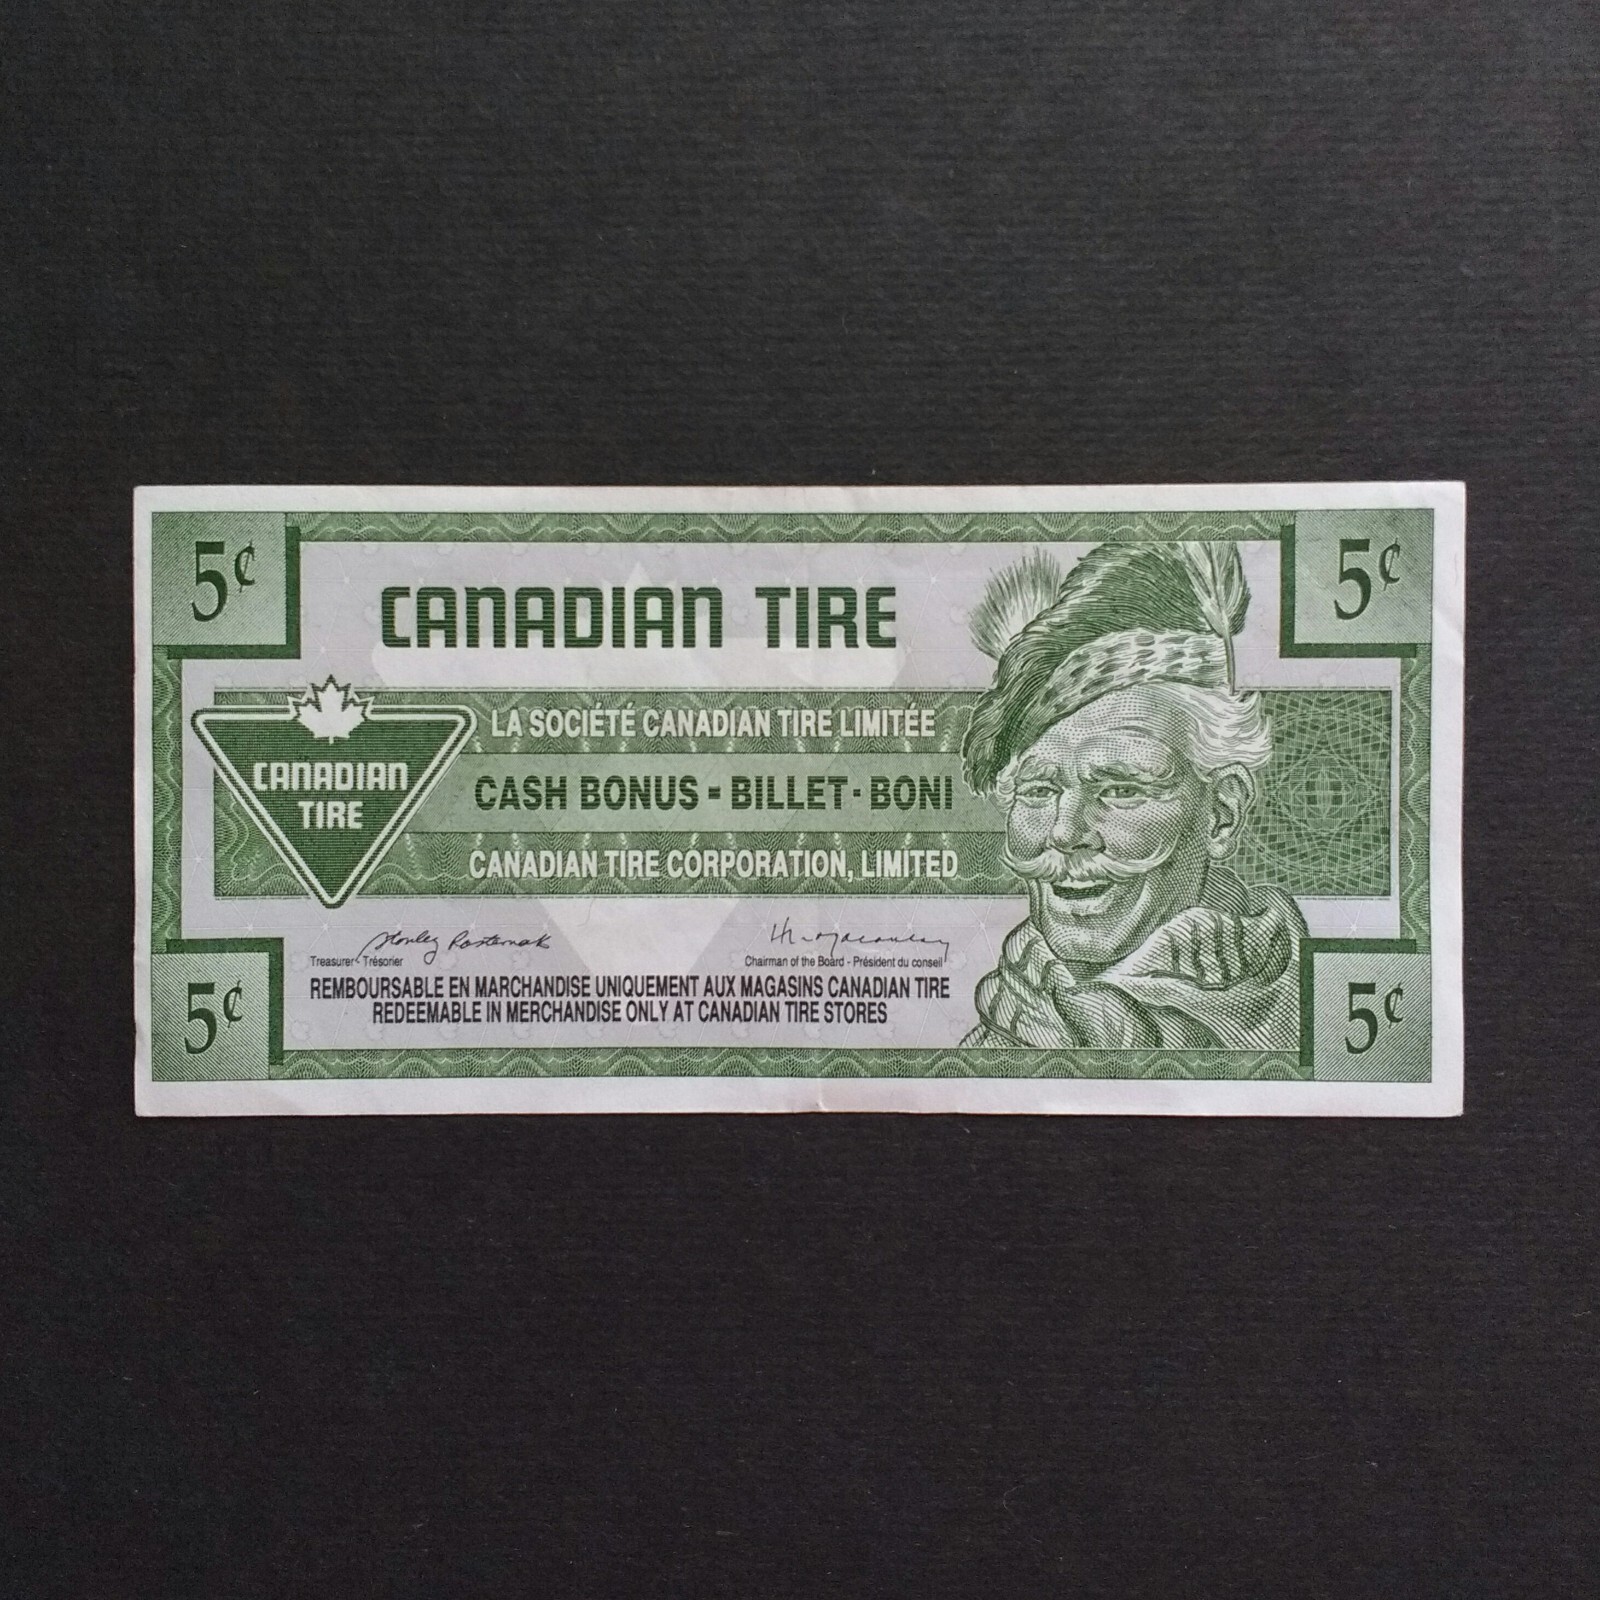 5¢
CANADIAN TIRE
5¢
CANADIAN
TIRE
LA SOCIÉTÉ CANADIAN TIRE LIMITÉE
CASH BONUS - BILLET - BONI
CANADIAN TIRE CORPORATION, LIMITED
Stanley Pasternak
Treasurer - Trésorier
Chairman of the Board - Président du conseil
REMBOURSABLE EN MARCHANDISE UNIQUEMENT AUX MAGASINS CANADIAN TIRE
REDEEMABLE IN MERCHANDISE ONLY AT CANADIAN TIRE STORES
5¢
5¢